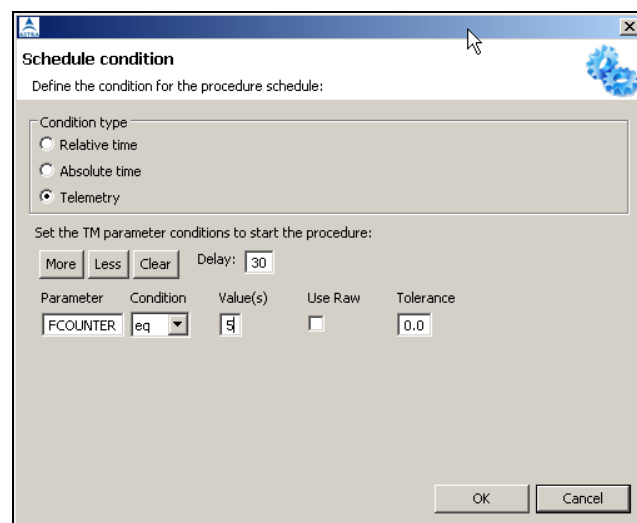 ASTRA
Schedule condition
Define the condition for the procedure schedule:
Condition type
Relative time
Absolute time
Telemetry
Set the TM parameter conditions to start the procedure:
More Less Clear Delay: 30
Parameter Condition Value(s) Use Raw Tolerance
FCOUNTER eq 5 0.0
OK Cancel